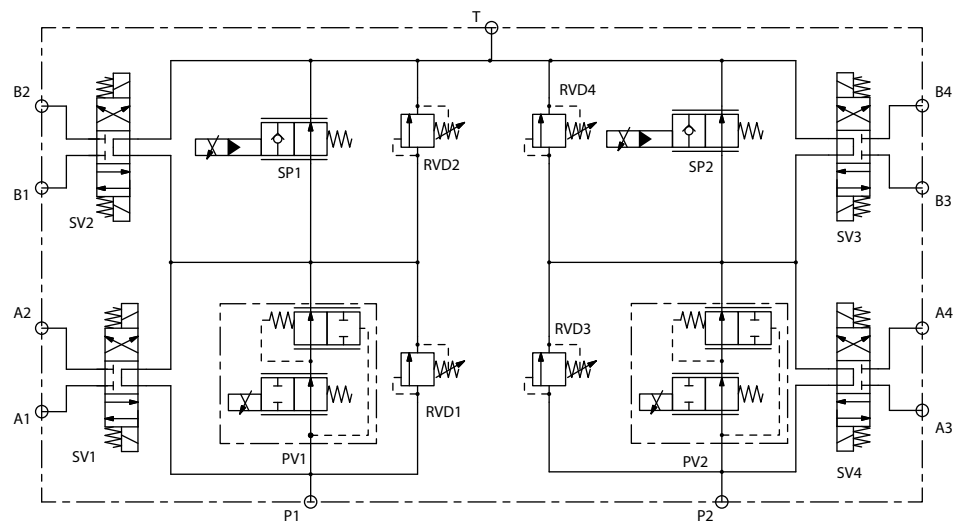 T
B2
RVD4
B4
SP1
RVD2
SP2
B1
B3
SV2
SV3
A2
A4
RVD3
A1
RVD1
A3
SV1
PV1
PV2
SV4
P1
P2